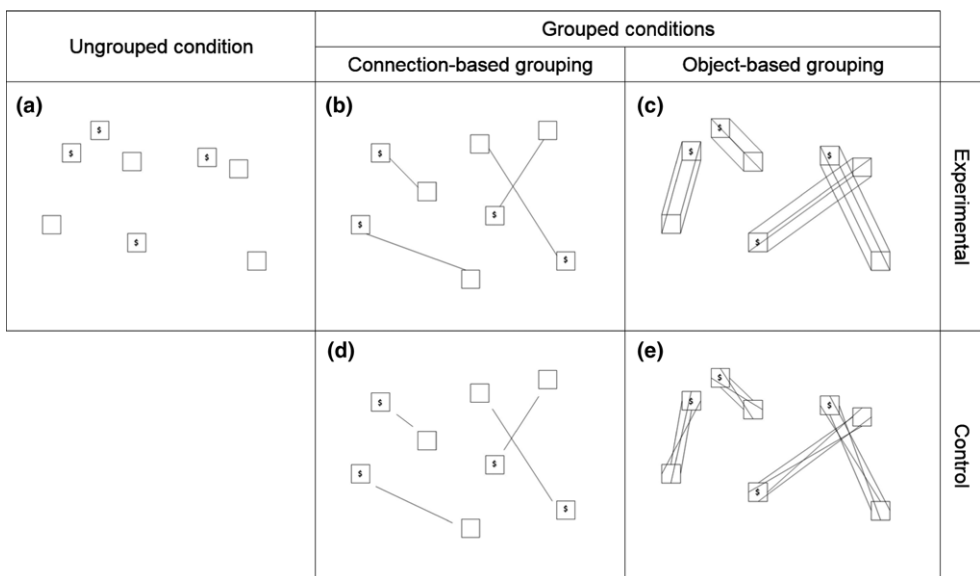 Ungrouped condition
Grouped conditions
Connection-based grouping
Object-based grouping
(a)
$
$
$
$
(b)
$
$
$
$
(c)
$
$
$
$
Experimental
(d)
$
$
$
$
(e)
$
$
$
$
Control